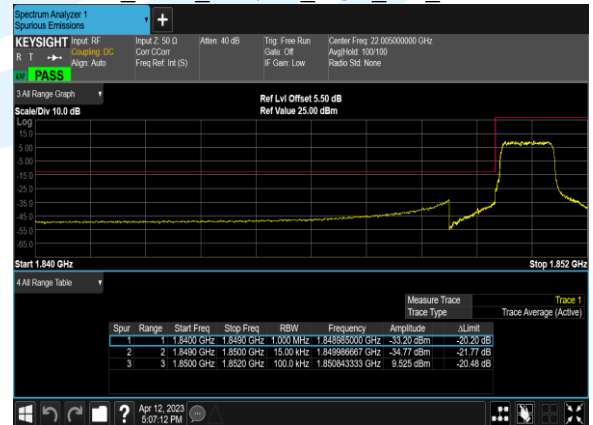 Spectrum Analyzer 1
Spurious Emissions
+
KEYSIGHT Input: RF Input Z: 50 Ω Atten: 40 dB Trig: Free Run Center Freq: 22.005000000 GHz
R T Coupling: DC Corr CCorr Gate: Off Avg|Hold: 100/100
Align: Auto Freq Ref: Int (S) IF Gain: Low Radio Std: None
PASS
3 All Range Graph
Ref Lvl Offset 5.50 dB
Scale/Div 10.0 dB Ref Value 25.00 dBm
Log
15.0
5.00
-5.00
-15.0
-25.0
-35.0
-45.0
-55.0
-65.0
Start 1.840 GHz Stop 1.852 GHz
4 All Range Table
Measure Trace Trace 1
Trace Type Trace Average (Active)
Spur Range Start Freq Stop Freq RBW Frequency Amplitude ΔLimit
1 1 1.8400 GHz 1.8490 GHz 1.000 MHz 1.848985000 GHz -33.20 dBm -20.20 dB
2 2 1.8490 GHz 1.8500 GHz 15.00 kHz 1.849986667 GHz -34.77 dBm -21.77 dB
3 3 1.8500 GHz 1.8520 GHz 100.0 kHz 1.850843333 GHz 9.525 dBm -20.48 dB
? Apr 12, 2023
5:07:12 PM